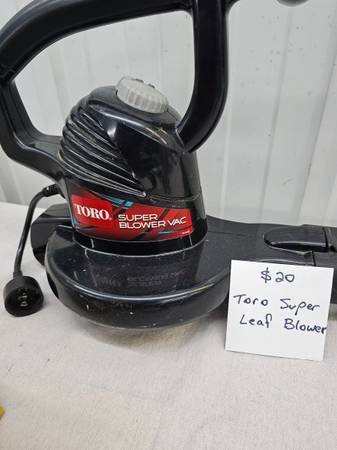 TORO
SUPER
BLOWER VAC
$20
Toro Super
Leaf Blower